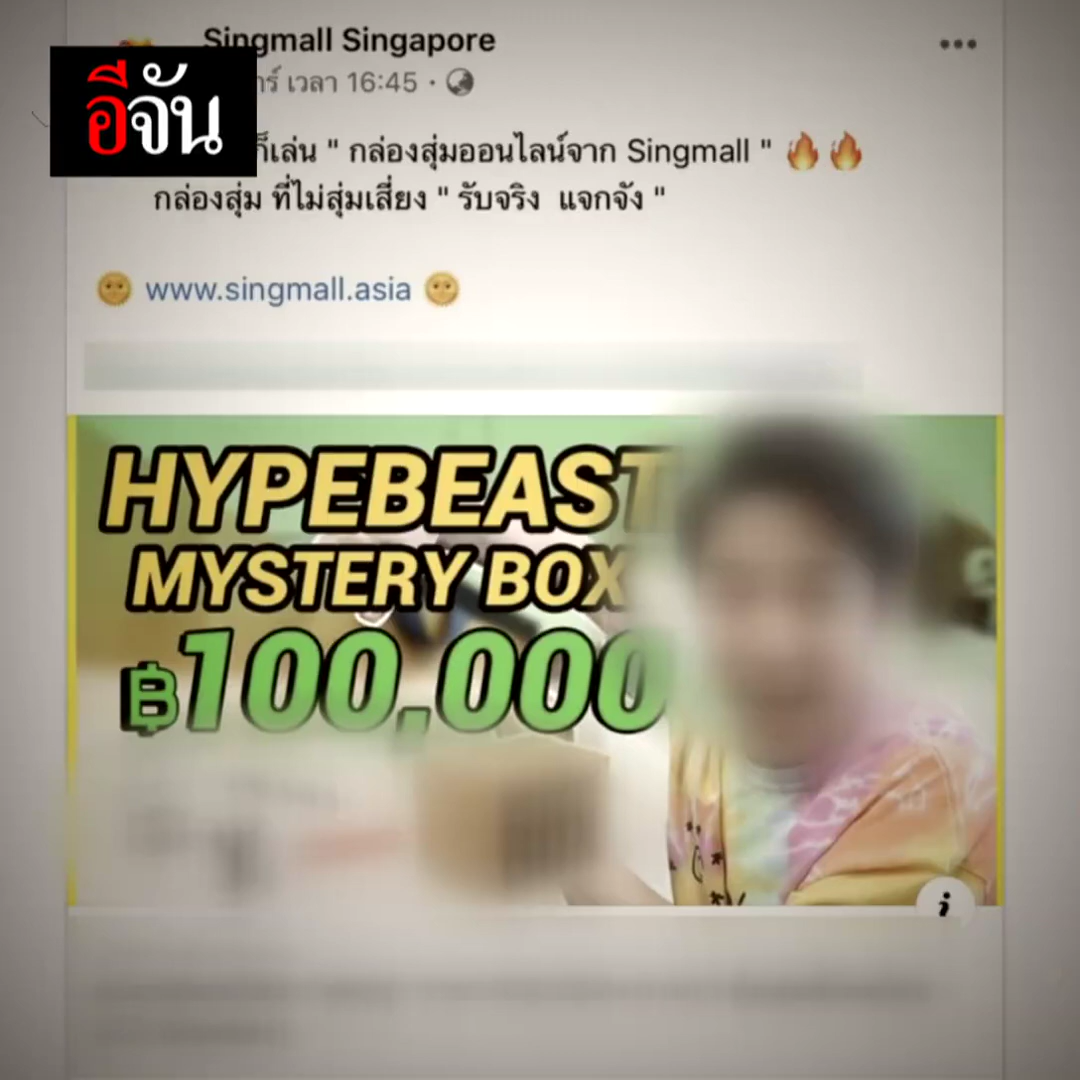 Singmall Singapore
อีจัน
เวลา 16:45 ·
ก็เล่น " กล่องสุ่มออนไลน์จาก Singmall " 🔥🔥
กล่องสุ่ม ที่ไม่สุ่มเสี่ยง " รับจริง แจกจัง "
🌞 www.singmall.asia 🌞
HYPEBEAST
MYSTERY BOX
฿100,000